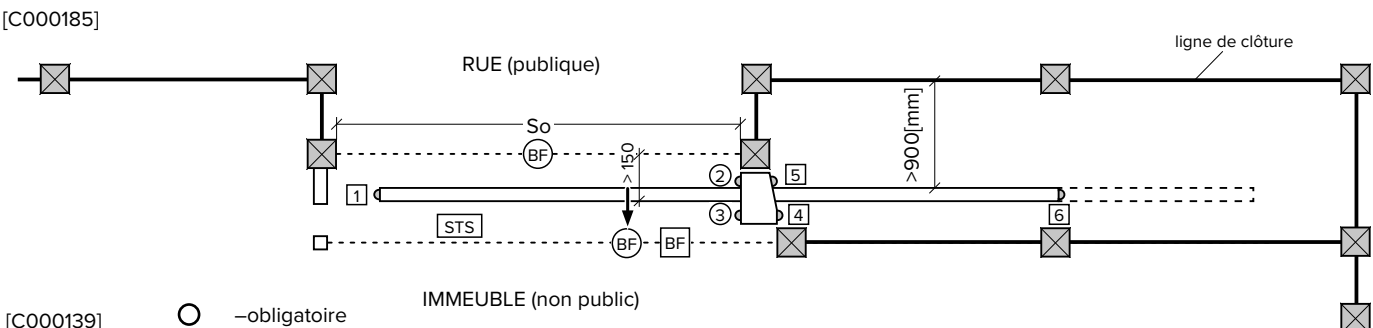 [C000185]
ligne de clôture
RUE (publique)
So
BF
>150
>900[mm]
2
5
1
3
4
6
STS
BF
BF
IMMEUBLE (non public)
[C000139]
–obligatoire